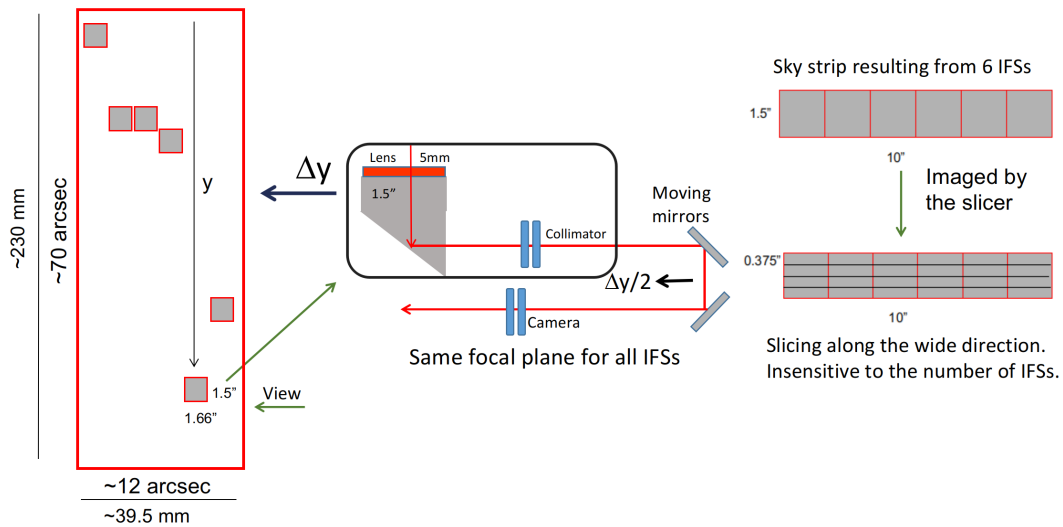 ~230 mm
~70 arcsec
y
1.5"
1.66"
~12 arcsec
~39.5 mm
View
Δy
Lens
5mm
1.5"
Collimator
Moving
mirrors
Δy/2
Camera
Same focal plane for all IFSs
Sky strip resulting from 6 IFSs
1.5"
10"
Imaged by
the slicer
0.375"
10"
Slicing along the wide direction.
Insensitive to the number of IFSs.